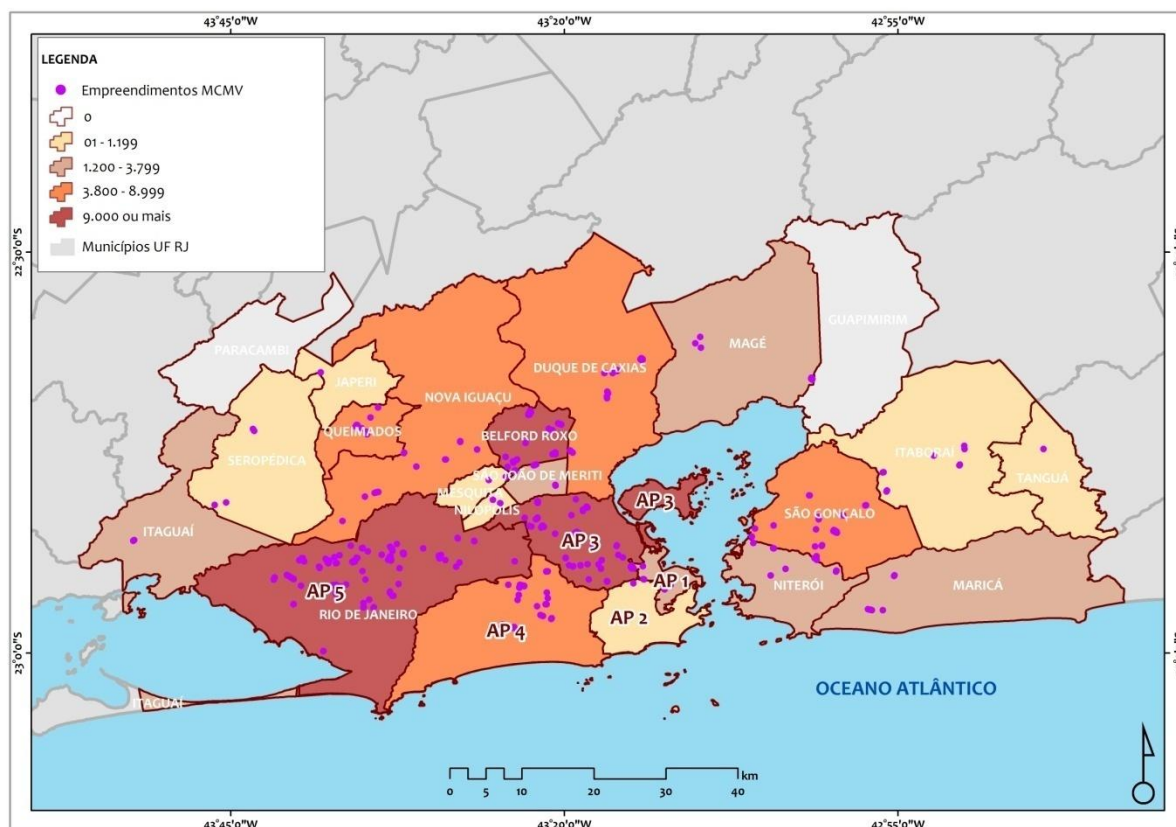 43°45'0"W 43°20'0"W 42°55'0"W
LEGENDA
Empreendimentos MCMV
0
01 - 1.199
1.200 - 3.799
3.800 - 8.999
9.000 ou mais
Municípios UF RJ
22°30'0"S
GUAPIMIRIM
PARACAMBI
MAGÉ
DUQUE DE CAXIAS
JAPERI
NOVA IGUAÇU
QUEIMADOS
BELFORD ROXO
SEROPÉDICA
ITABORAÍ
SÃO JOÃO DE MERITI
TANGUÁ
MESQUITA
AP 3
NILÓPOLIS
SÃO GONÇALO
ITAGUAÍ
AP 3
AP 1
NITERÓI
MARICÁ
AP 5
RIO DE JANEIRO
AP 2
AP 4
23°0'0"S
OCEANO ATLÂNTICO
ITAGUAÍ
km
0 5 10 20 30 40
43°45'0"W 43°20'0"W 42°55'0"W